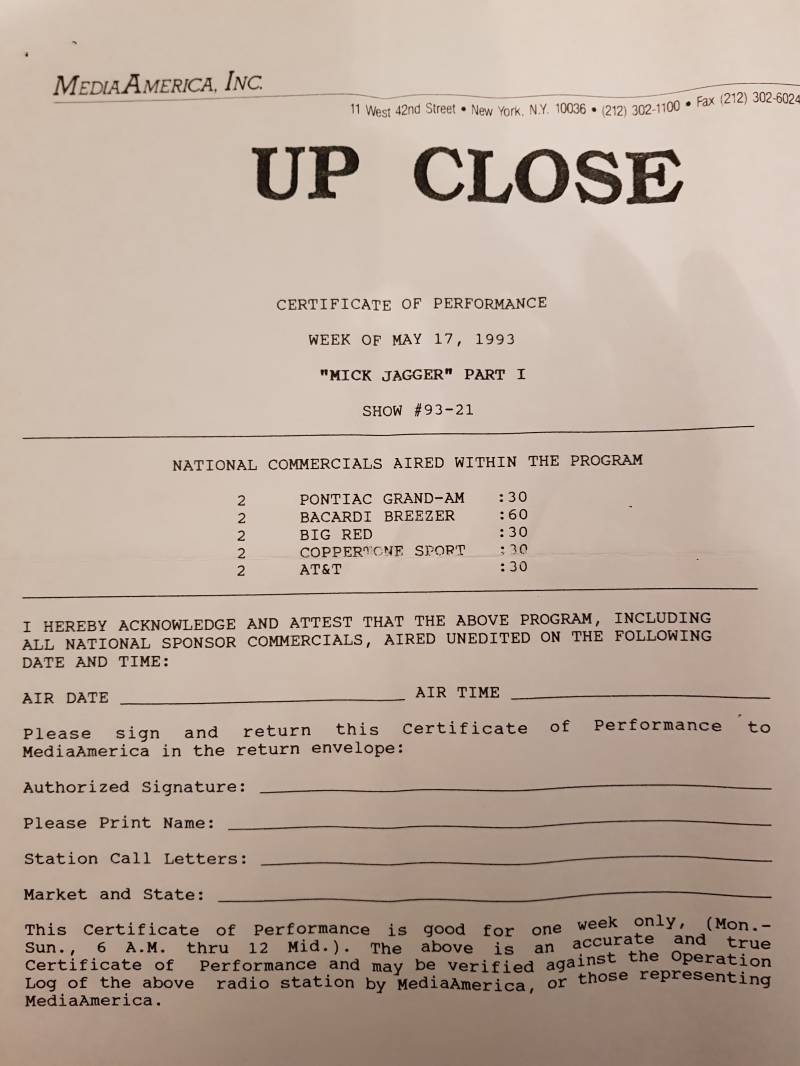 MEDIAAMERICA, INC.
11 West 42nd Street • New York, N.Y. 10036 • (212) 302-1100 • Fax (212) 302-6024
UP CLOSE
CERTIFICATE OF PERFORMANCE
WEEK OF MAY 17, 1993
"MICK JAGGER" PART I
SHOW #93-21
NATIONAL COMMERCIALS AIRED WITHIN THE PROGRAM
2 PONTIAC GRAND-AM :30
2 BACARDI BREEZER :60
2 BIG RED :30
2 COPPERTONE SPORT :30
2 AT&T :30
I HEREBY ACKNOWLEDGE AND ATTEST THAT THE ABOVE PROGRAM, INCLUDING
ALL NATIONAL SPONSOR COMMERCIALS, AIRED UNEDITED ON THE FOLLOWING
DATE AND TIME:
AIR DATE AIR TIME
Please sign and return this Certificate of Performance to
MediaAmerica in the return envelope:
Authorized Signature:
Please Print Name:
Station Call Letters:
Market and State:
This Certificate of Performance is good for one week only, (Mon.-
Sun., 6 A.M. thru 12 Mid.). The above is an accurate and true
Certificate of Performance and may be verified against the Operation
Log of the above radio station by MediaAmerica, or those representing
MediaAmerica.